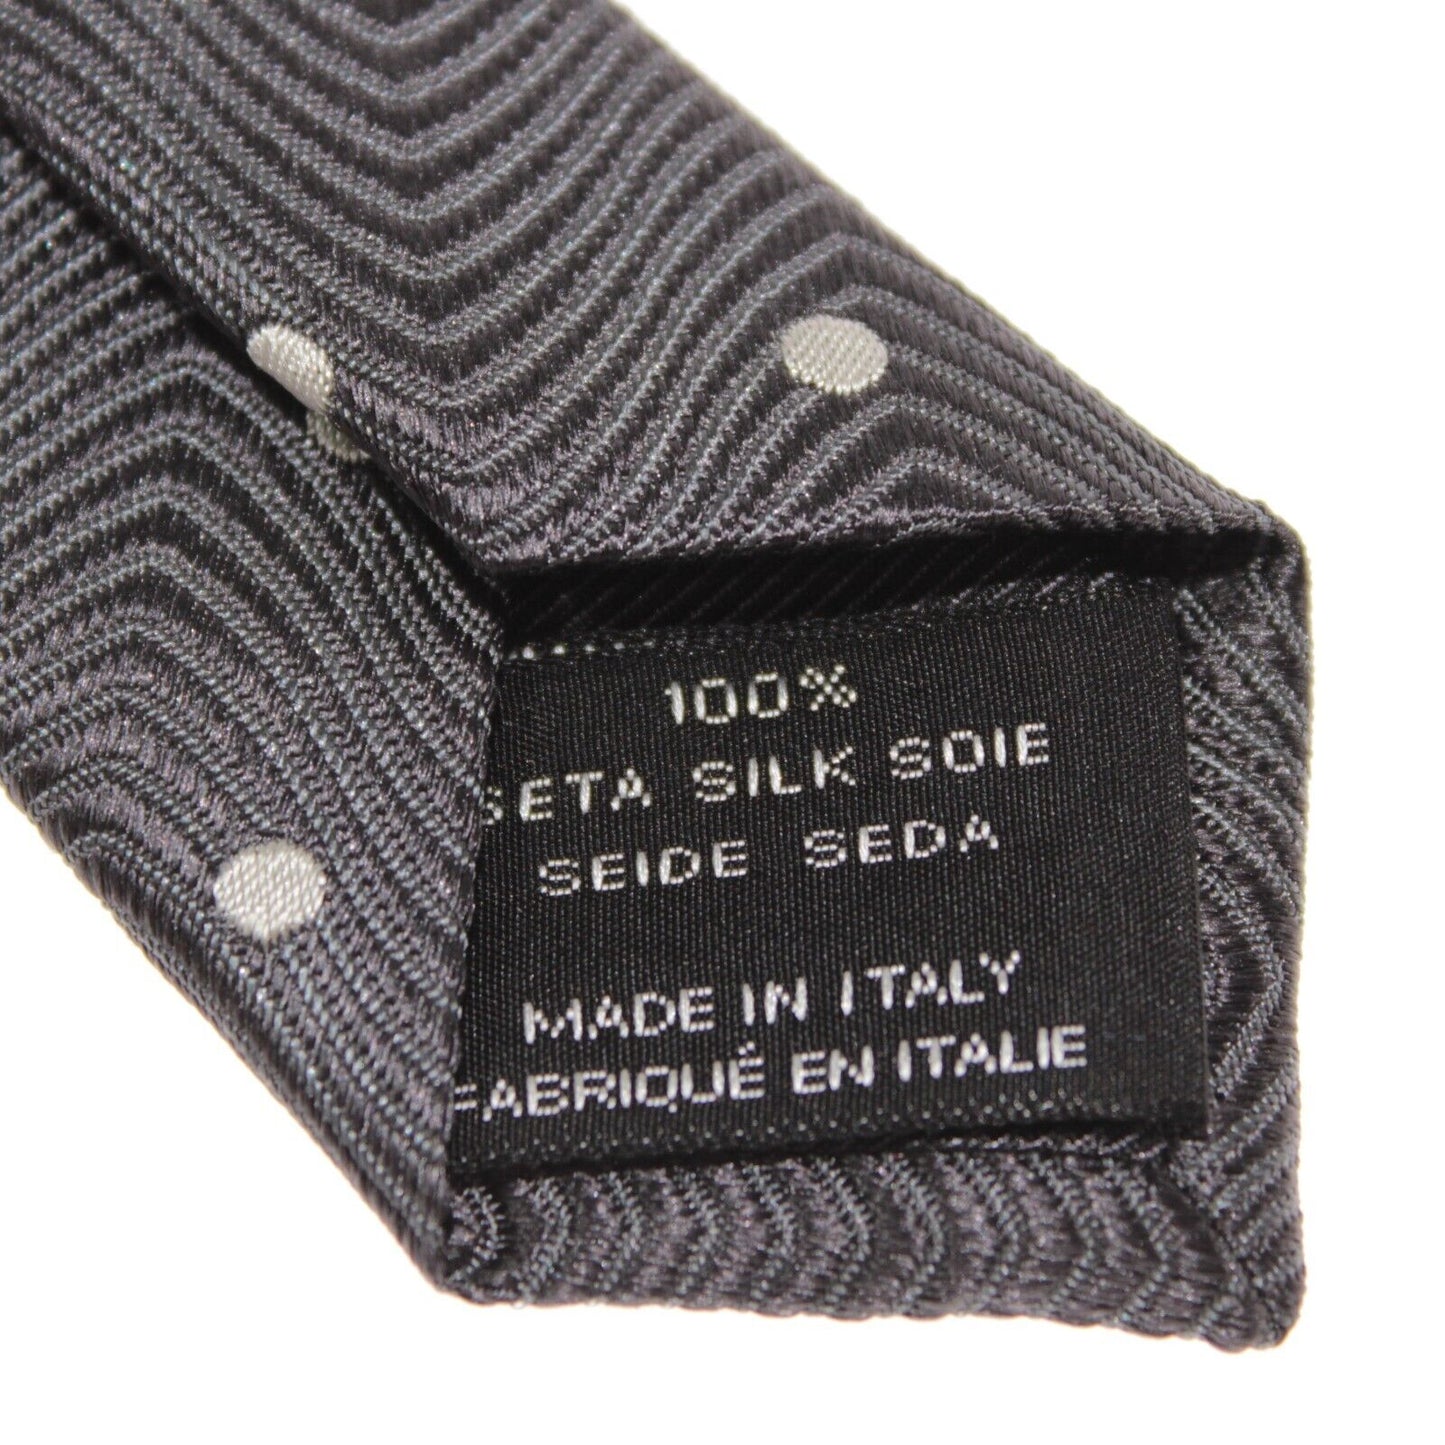 100%
SETA SILK SOIE
SEIDE SEDA
MADE IN ITALY
FABRIQUÉ EN ITALIE